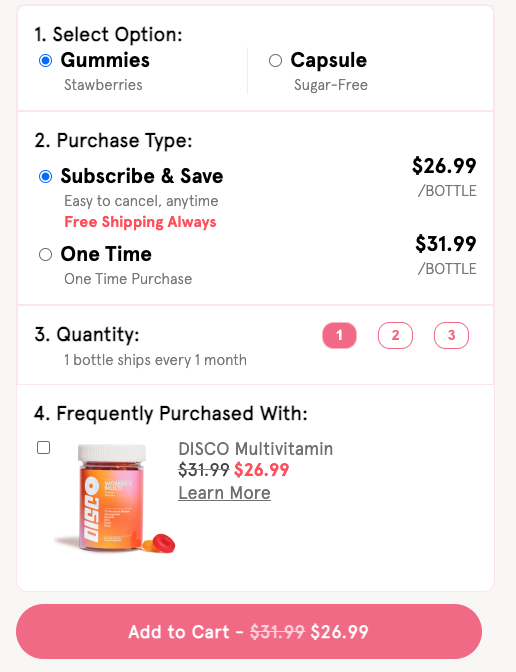 1. Select Option:
Gummies
Stawberries
Capsule
Sugar-Free
2. Purchase Type:
Subscribe & Save
Easy to cancel, anytime
Free Shipping Always
$26.99
/BOTTLE
One Time
One Time Purchase
$31.99
/BOTTLE
3. Quantity:
1 2 3
1 bottle ships every 1 month
4. Frequently Purchased With:
DISCO
WOMEN'S
MULTI
DISCO Multivitamin
$31.99 $26.99
Learn More
Add to Cart - $31.99 $26.99